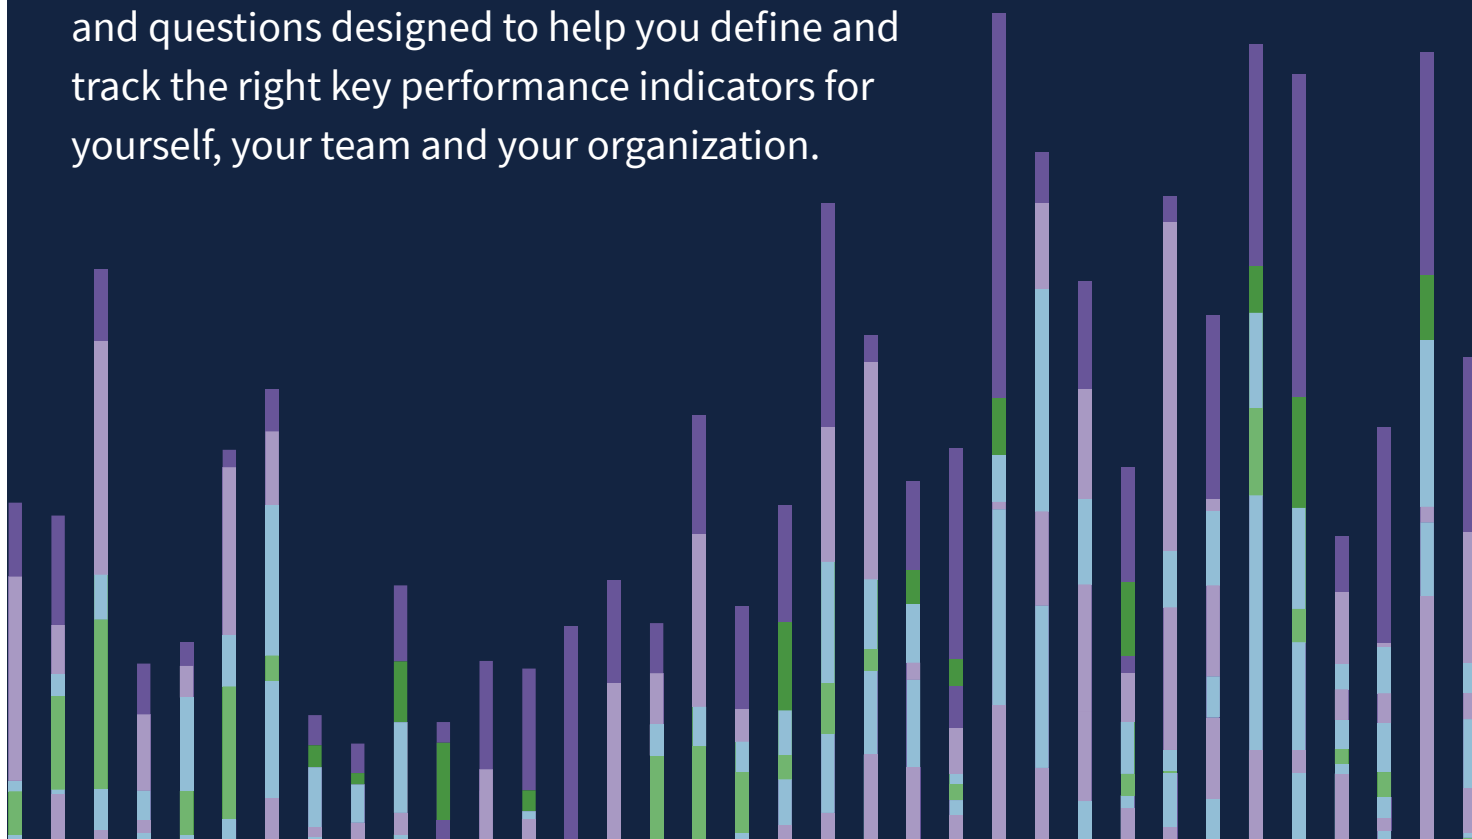 and questions designed to help you define and
track the right key performance indicators for
yourself, your team and your organization.